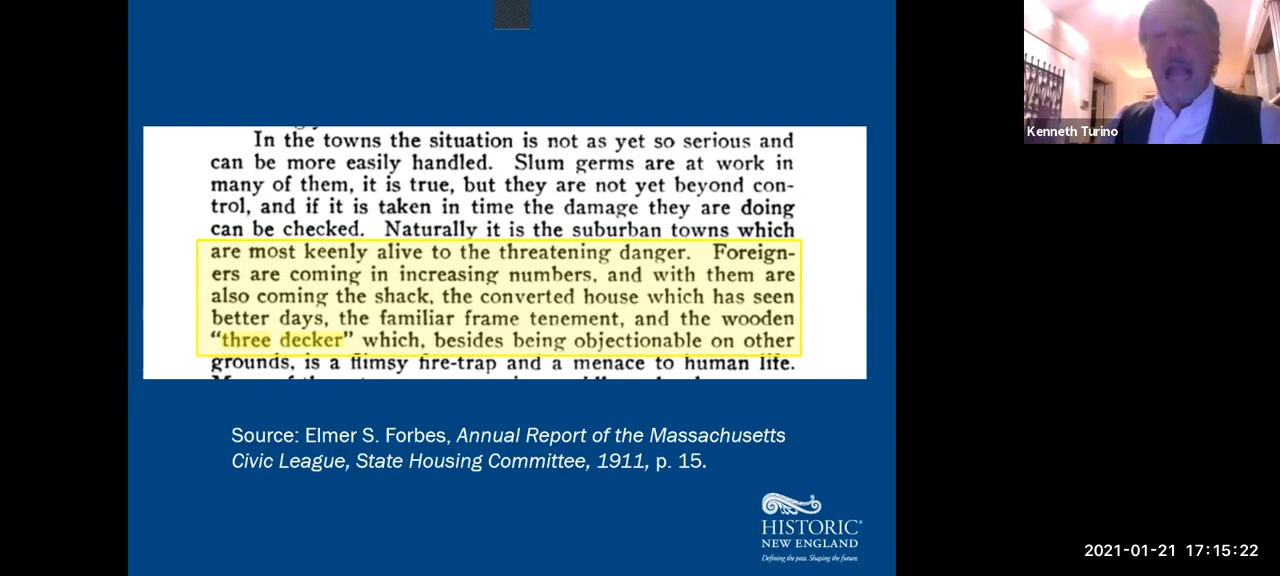 In the towns the situation is not as yet so serious and
can be more easily handled. Slum germs are at work in
many of them, it is true, but they are not yet beyond con-
trol, and if it is taken in time the damage they are doing
can be checked. Naturally it is the suburban towns which
are most keenly alive to the threatening danger. Foreign-
ers are coming in increasing numbers, and with them are
also coming the shack, the converted house which has seen
better days, the familiar frame tenement, and the wooden
“three decker” which, besides being objectionable on other
grounds, is a flimsy fire-trap and a menace to human life.
Source: Elmer S. Forbes, Annual Report of the Massachusetts
Civic League, State Housing Committee, 1911, p. 15.
HISTORIC
NEW ENGLAND
Defining the past. Shaping the future.
Kenneth Turino
2021-01-21 17:15:22